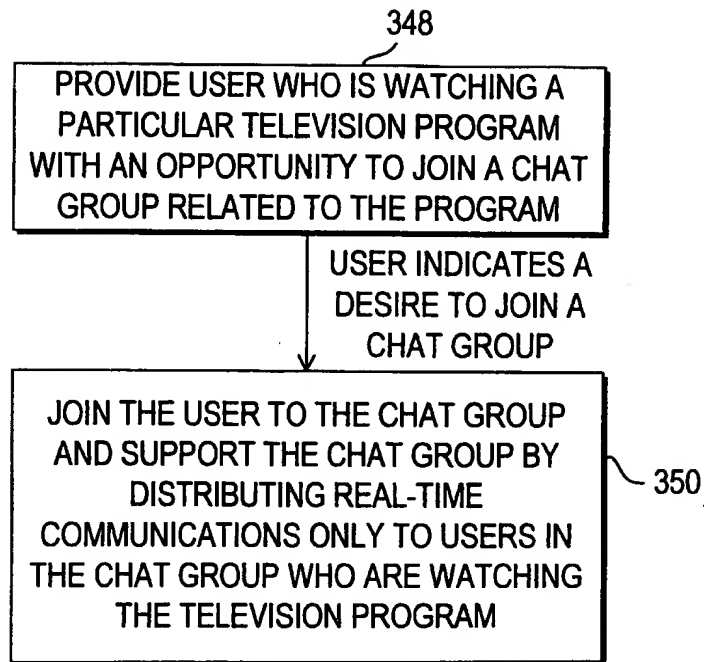 348
PROVIDE USER WHO IS WATCHING A
PARTICULAR TELEVISION PROGRAM
WITH AN OPPORTUNITY TO JOIN A CHAT
GROUP RELATED TO THE PROGRAM
USER INDICATES A
DESIRE TO JOIN A
CHAT GROUP
JOIN THE USER TO THE CHAT GROUP
AND SUPPORT THE CHAT GROUP BY
DISTRIBUTING REAL-TIME
COMMUNICATIONS ONLY TO USERS IN
THE CHAT GROUP WHO ARE WATCHING
THE TELEVISION PROGRAM
350